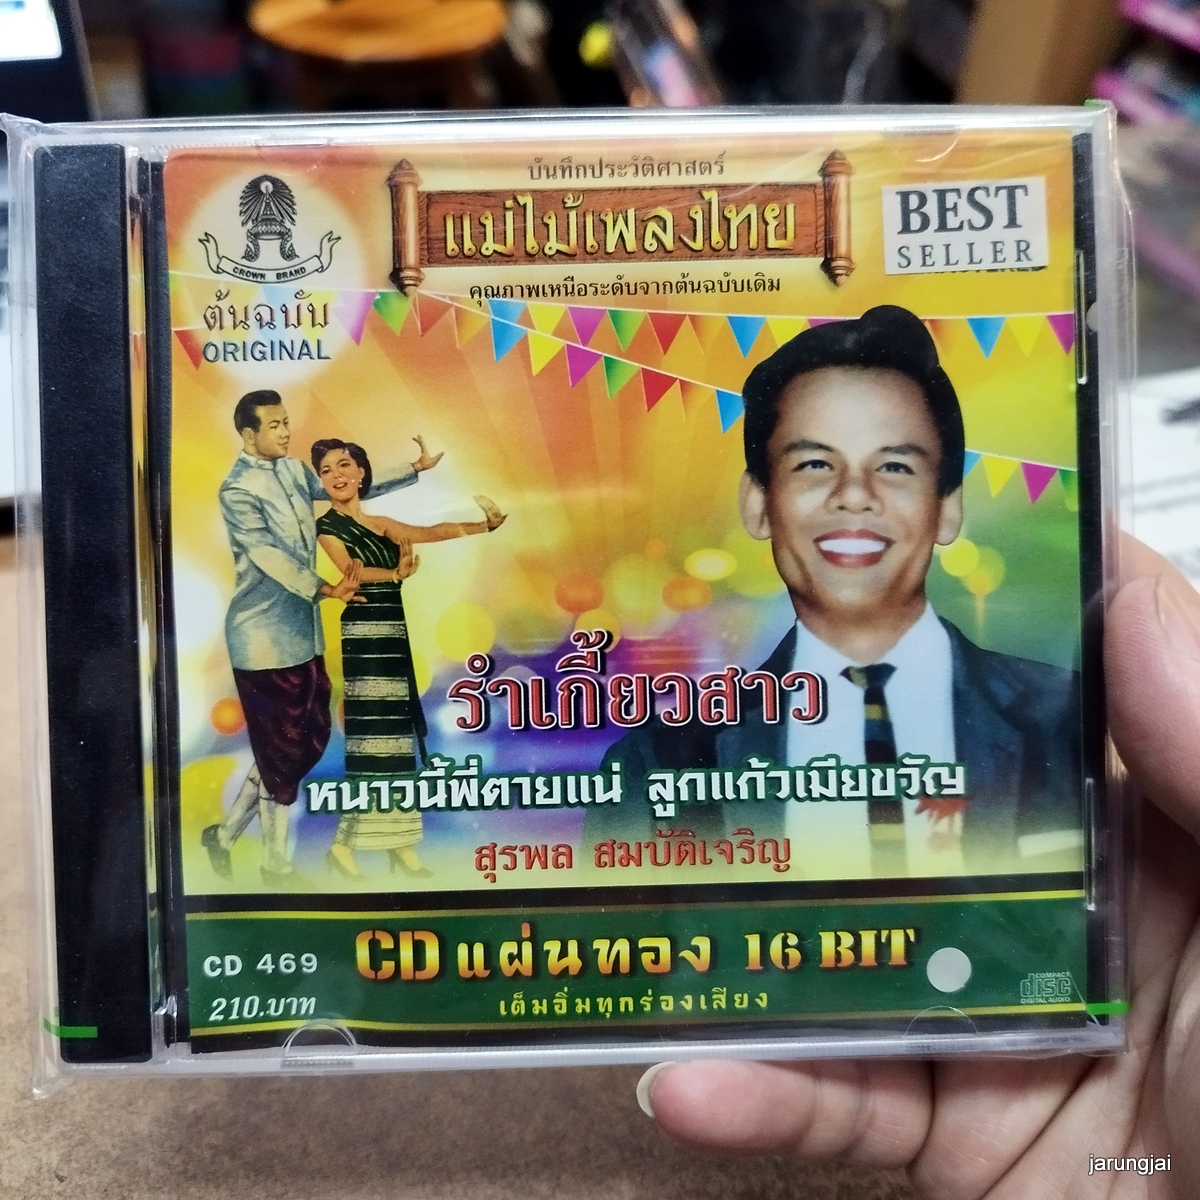 บันทึกประวัติศาสตร์
แม่ไม้เพลงไทย
คุณภาพเหนือระดับจากต้นฉบับเดิม
BEST
SELLER
CROWN BRAND
ต้นฉบับ
ORIGINAL
รำเกี้ยวสาว
หนาวนี้พี่ตายแน่ ลูกแก้วเมียขวัญ
สุรพล สมบัติเจริญ
CD 469
CD แผ่นทอง 16 BIT
210.บาท
เต็มอิ่มทุกร่องเสียง
COMPACT
disc
DIGITAL AUDIO
jarungjai